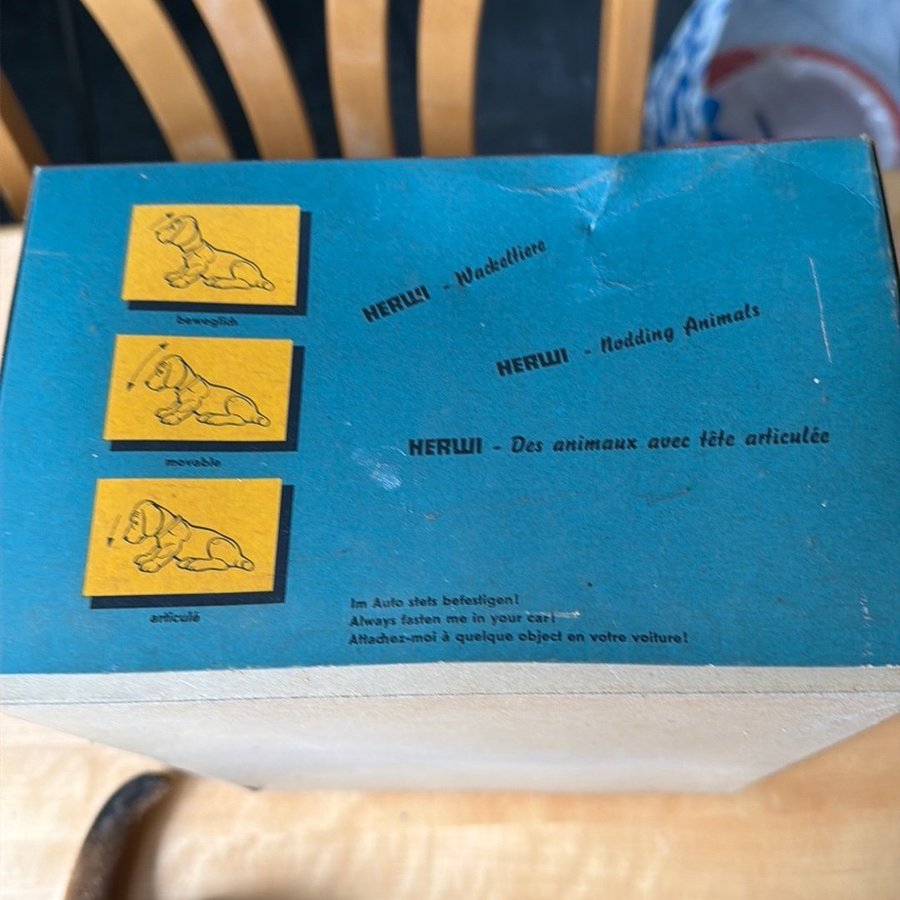 beweglich
movable
articulé
HERWI - Wackeltiere
HERWI - Nodding Animals
HERWI - Des animaux avec tête articulée
Im Auto stets befestigen!
Always fasten me in your car!
Attachez-moi à quelque object en votre voiture!